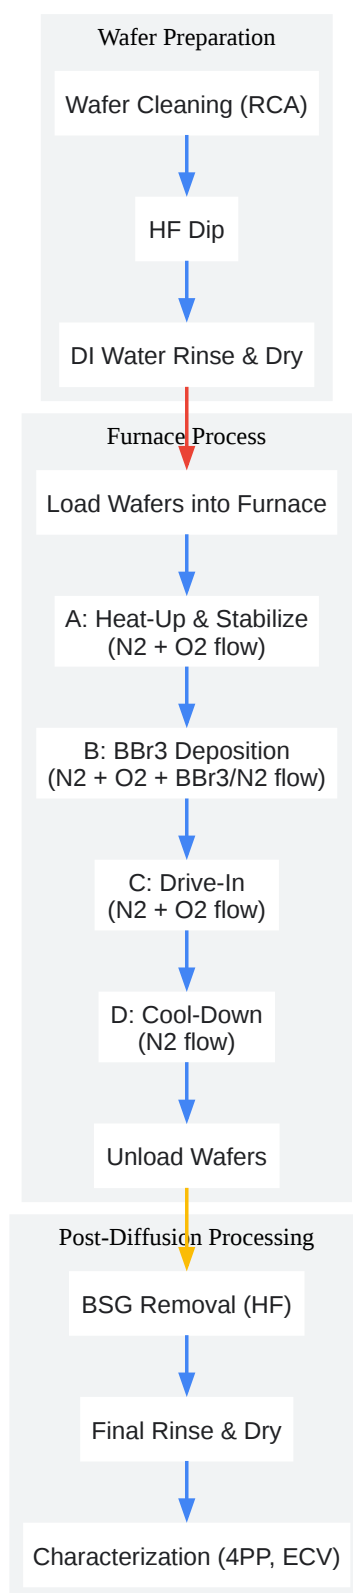 Wafer Preparation
Wafer Cleaning (RCA)
HF Dip
DI Water Rinse & Dry
Furnace Process
Load Wafers into Furnace
A: Heat-Up & Stabilize
(N2 + O2 flow)
B: BBr3 Deposition
(N2 + O2 + BBr3/N2 flow)
C: Drive-In
(N2 + O2 flow)
D: Cool-Down
(N2 flow)
Unload Wafers
Post-Diffusion Processing
BSG Removal (HF)
Final Rinse & Dry
Characterization (4PP, ECV)